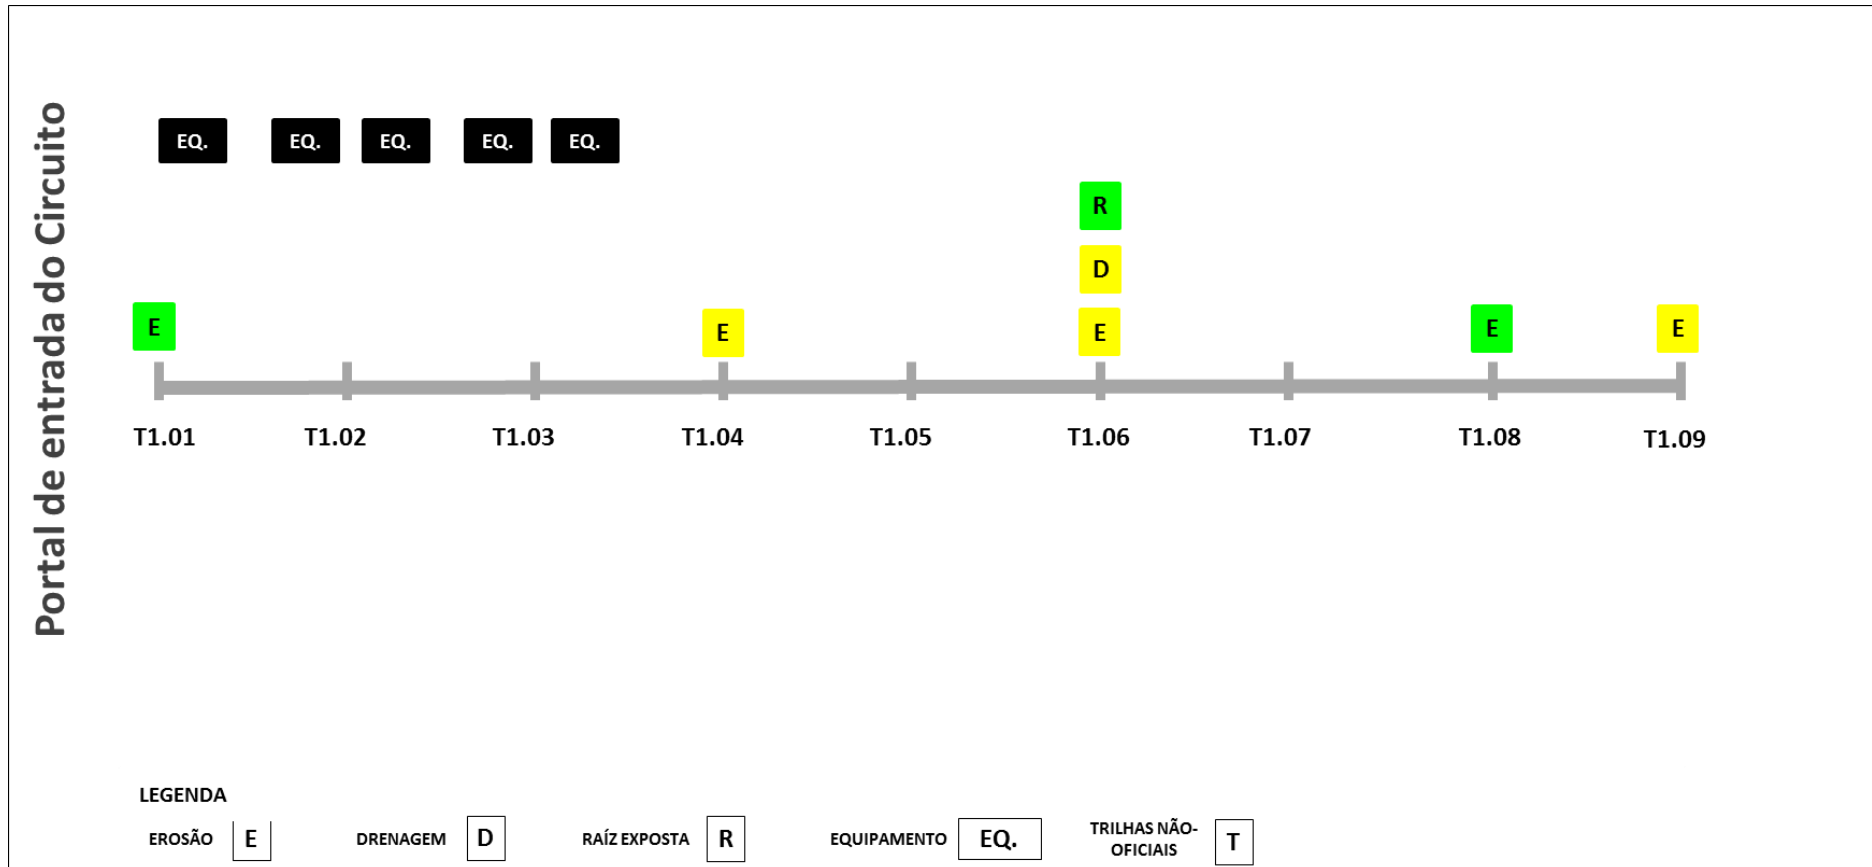 Portal de entrada do Circuito
EQ. EQ. EQ. EQ. EQ.
R
D
E E E E E
T1.01 T1.02 T1.03 T1.04 T1.05 T1.06 T1.07 T1.08 T1.09
LEGENDA
EROSÃO E DRENAGEM D RAÍZ EXPOSTA R EQUIPAMENTO EQ. TRILHAS NÃO-
OFICIAIS T